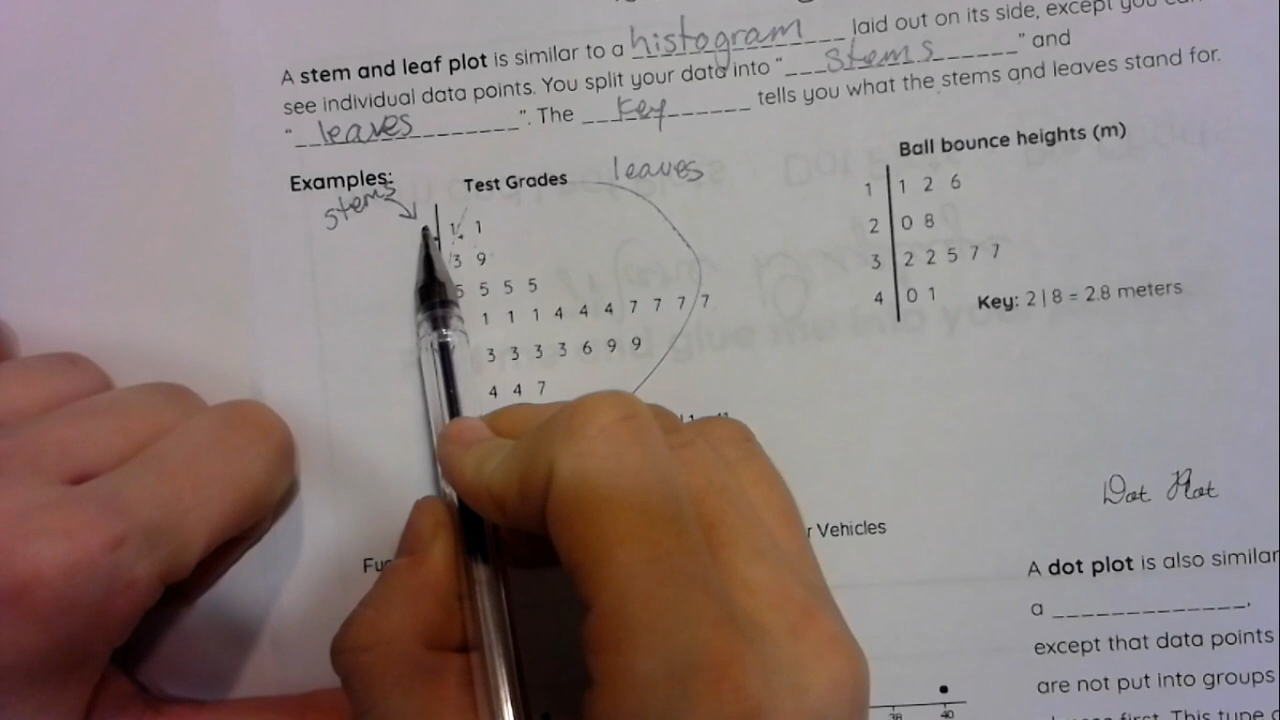 A stem and leaf plot is similar to a histogram laid out on its side, except you can
see individual data points. You split your data into "stems" and
"leaves". The key tells you what the stems and leaves stand for.
Examples:
stems
Test Grades
leaves
1 1
3 9
5 5 5 5
1 1 1 4 4 4 7 7 7 7
3 3 3 3 6 9 9
4 4 7
Ball bounce heights (m)
1 | 1 2 6
2 | 0 8
3 | 2 2 5 7 7
4 | 0 1
Key: 2 | 8 = 2.8 meters
Dot Plot
Vehicles
A dot plot is also similar
a ____________,
except that data points
are not put into groups
38 40